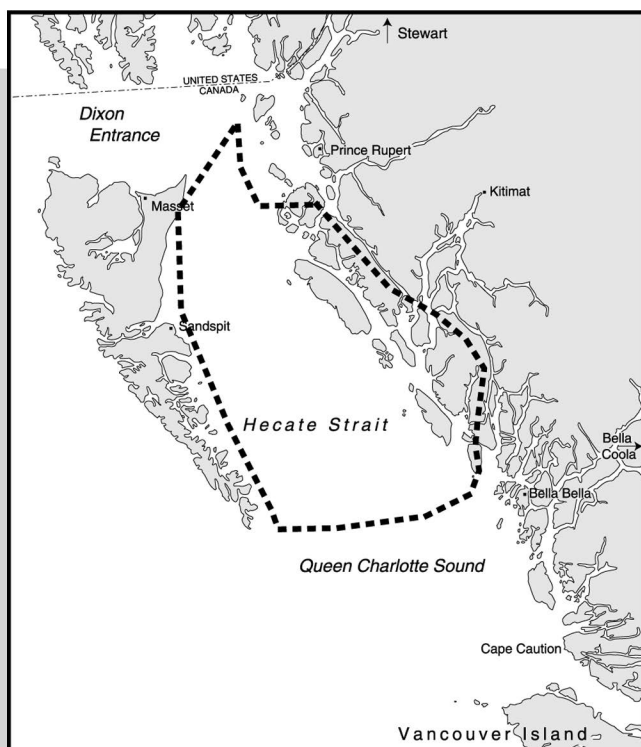 Stewart
UNITED STATES
CANADA
Dixon
Entrance
Prince Rupert
Kitimat
Masset
Sandspit
Hecate Strait
Bella
Coola
Bella Bella
Queen Charlotte Sound
Cape Caution
Vancouver Island